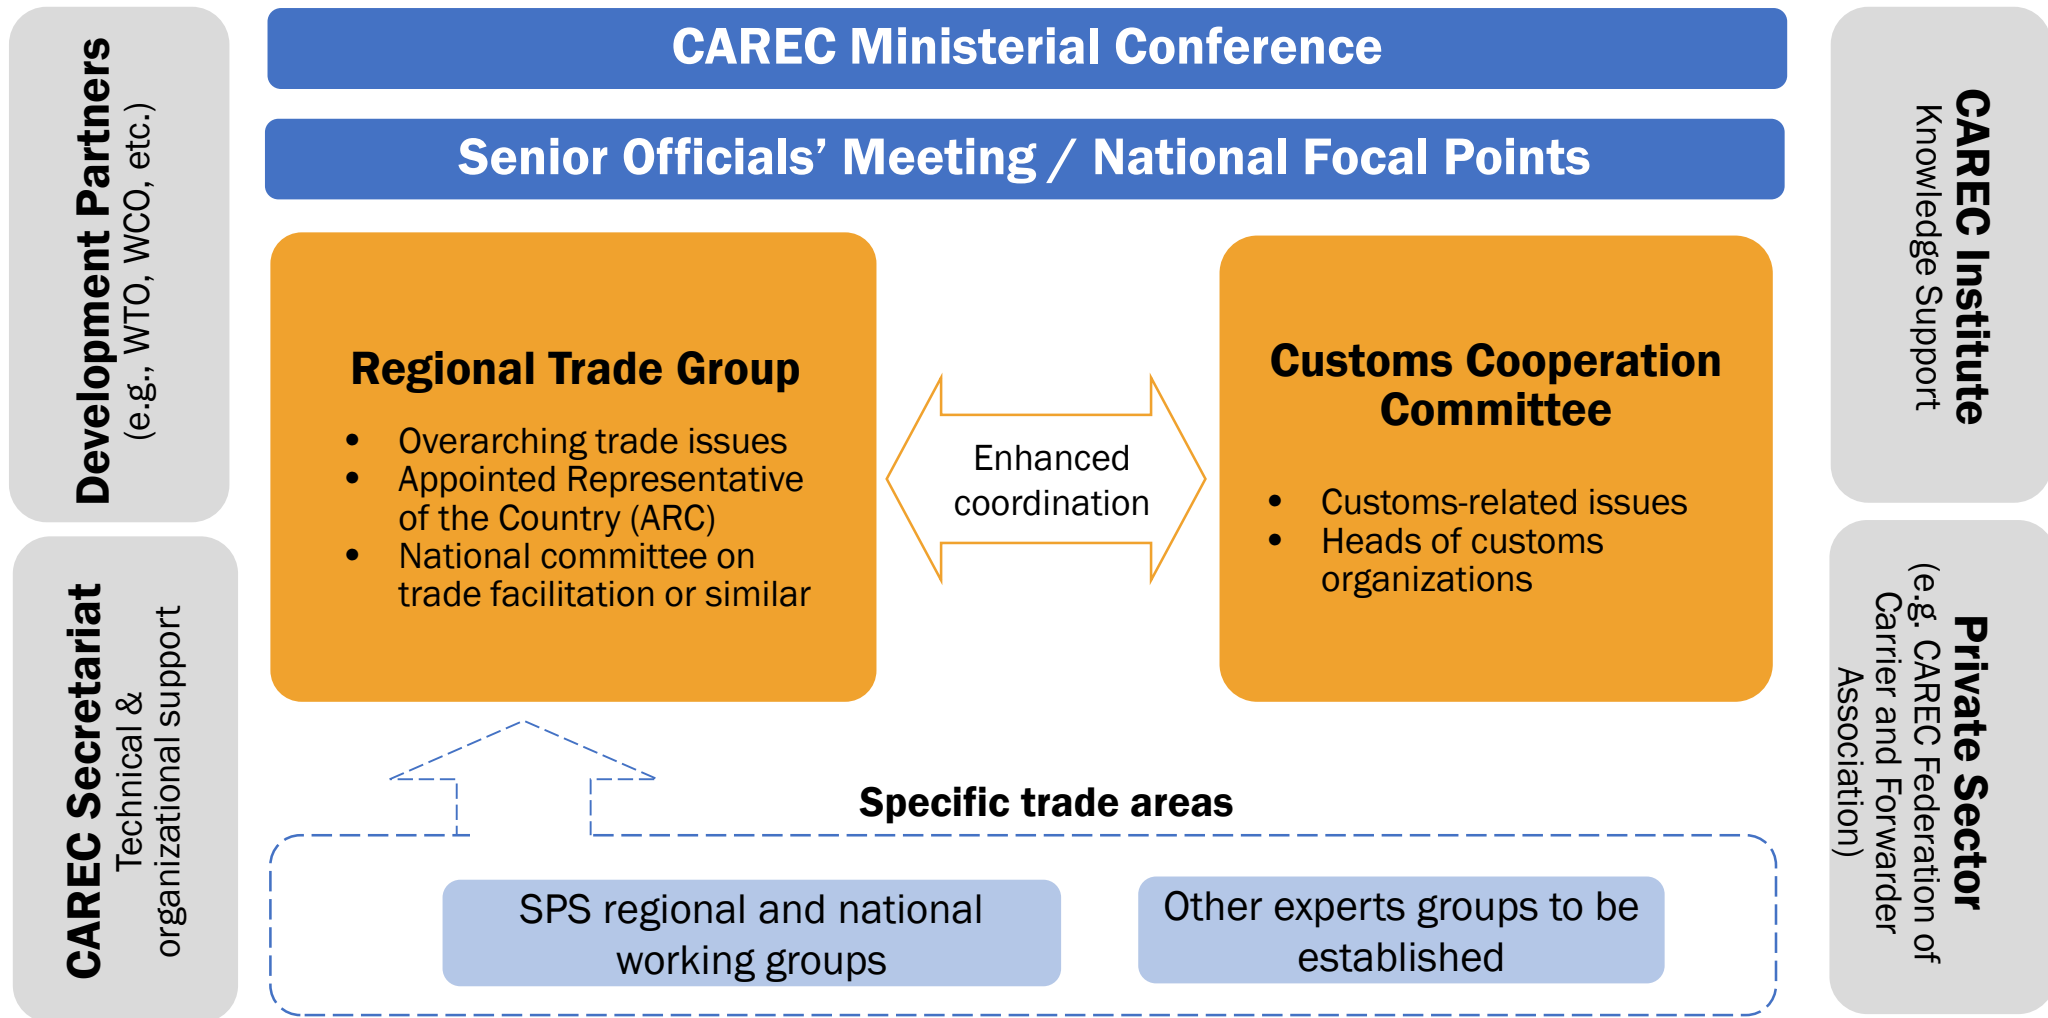 CAREC Ministerial Conference
Senior Officials’ Meeting / National Focal Points
Development Partners
(e.g., WTO, WCO, etc.)
CAREC Secretariat
Technical &
organizational support
Regional Trade Group
• Overarching trade issues
• Appointed Representative
of the Country (ARC)
• National committee on
trade facilitation or similar
Enhanced
coordination
Customs Cooperation
Committee
• Customs-related issues
• Heads of customs
organizations
Specific trade areas
SPS regional and national
working groups
Other experts groups to be
established
CAREC Institute
Knowledge Support
Private Sector
(e.g. CAREC Federation of
Carrier and Forwarder
Association)